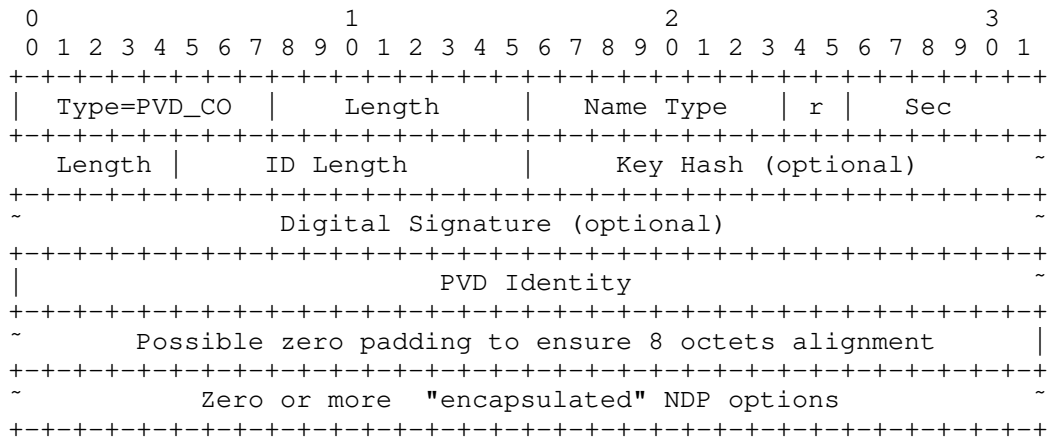 0                   1                   2                   3
 0 1 2 3 4 5 6 7 8 9 0 1 2 3 4 5 6 7 8 9 0 1 2 3 4 5 6 7 8 9 0 1
+-+-+-+-+-+-+-+-+-+-+-+-+-+-+-+-+-+-+-+-+-+-+-+-+-+-+-+-+-+-+-+-+
|  Type=PVD_CO  |    Length     |   Name Type   | r |   Sec
+-+-+-+-+-+-+-+-+-+-+-+-+-+-+-+-+-+-+-+-+-+-+-+-+-+-+-+-+-+-+-+-+
   Length |     ID Length       |     Key Hash (optional)       ~
+-+-+-+-+-+-+-+-+-+-+-+-+-+-+-+-+-+-+-+-+-+-+-+-+-+-+-+-+-+-+-+-+
~                Digital Signature (optional)                   ~
+-+-+-+-+-+-+-+-+-+-+-+-+-+-+-+-+-+-+-+-+-+-+-+-+-+-+-+-+-+-+-+-+
|                          PVD Identity                         ~
+-+-+-+-+-+-+-+-+-+-+-+-+-+-+-+-+-+-+-+-+-+-+-+-+-+-+-+-+-+-+-+-+
~       Possible zero padding to ensure 8 octets alignment      |
+-+-+-+-+-+-+-+-+-+-+-+-+-+-+-+-+-+-+-+-+-+-+-+-+-+-+-+-+-+-+-+-+
~           Zero or more  "encapsulated" NDP options            ~
+-+-+-+-+-+-+-+-+-+-+-+-+-+-+-+-+-+-+-+-+-+-+-+-+-+-+-+-+-+-+-+-+